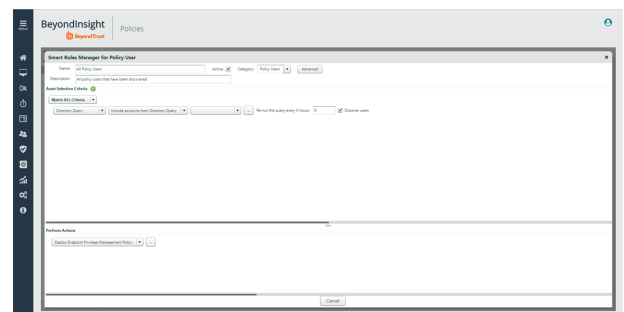 MENU
BeyondInsight
BeyondTrust
Policies
Smart Rules Manager for Policy User
Name All Policy Users Active: Category: Policy Users Advanced
Description: All policy users that have been discovered
Asset Selection Criteria
Match ALL Criteria
Directory Query Include accounts from Directory Query ... Re-run the query every X hours: 0 Discover users
Perform Actions
Deploy Endpoint Privilege Management Policy ...
Cancel